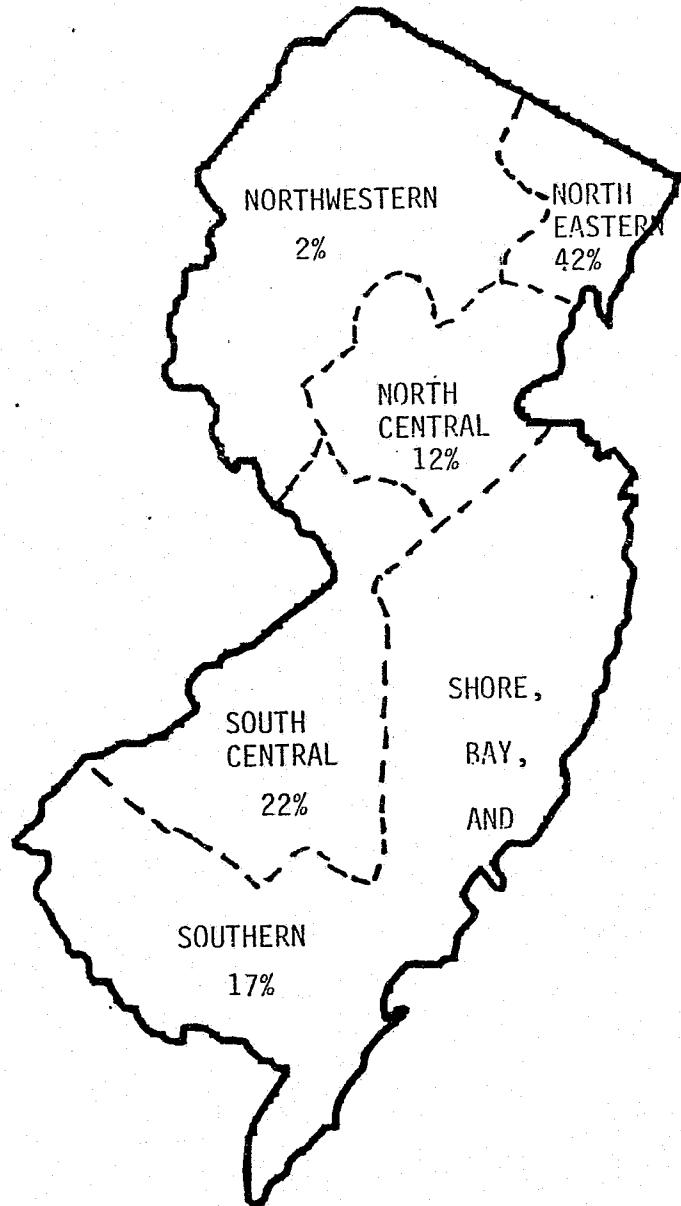 NORTHWESTERN
2%
NORTH
EASTERN
42%
NORTH
CENTRAL
12%
SHORE,
BAY,
AND
SOUTH
CENTRAL
22%
SOUTHERN
17%